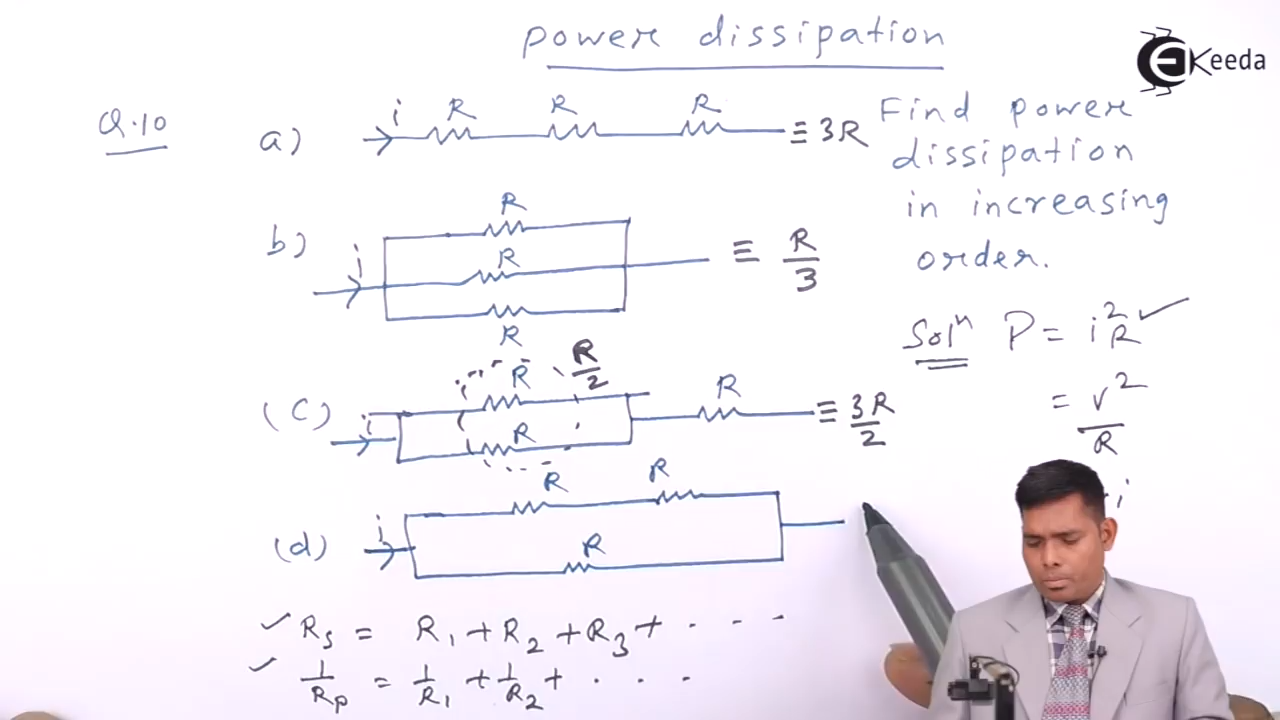 power dissipation
EKeeda
Q.10
a) i R R R ≡ 3R
Find power
dissipation
in increasing
order.
b) i R R R ≡ R/3
Solⁿ P = i²R ✓
= v²/R
i
(c) i R R R/2 R ≡ 3R/2
(d) i R R R
✓ Rs = R1 + R2 + R3 + . . .
✓ 1/Rp = 1/R1 + 1/R2 + . . .